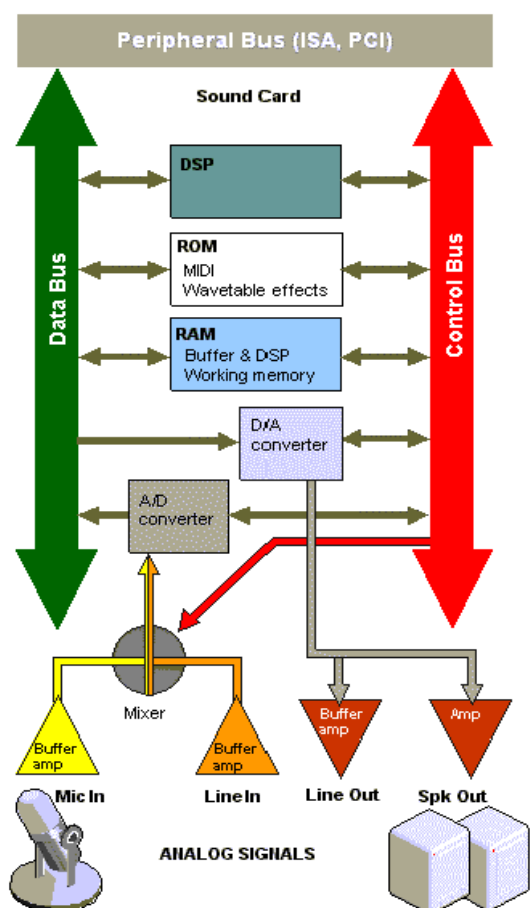 Peripheral Bus (ISA, PCI)
Sound Card
DSP
ROM
MIDI
Wavetable effects
RAM
Buffer & DSP
Working memory
Data Bus
Control Bus
D/A
converter
A/D
converter
Mixer
Buffer
amp
Buffer
amp
Buffer
amp
Amp
Mic In
Line In
Line Out
Spk Out
ANALOG SIGNALS